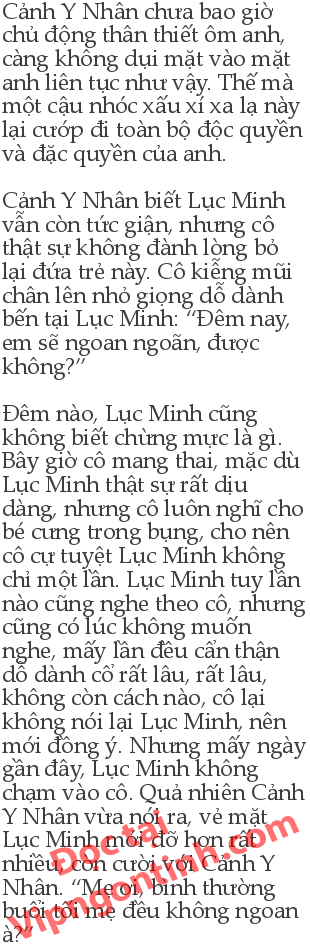 Cảnh Y Nhân chưa bao giờ
chủ động thân thiết ôm anh,
càng không dụi mặt vào mặt
anh liên tục như vậy. Thế mà
một cậu nhóc xấu xí xa lạ này
lại cướp đi toàn bộ độc quyền
và đặc quyền của anh.
Cảnh Y Nhân biết Lục Minh
vẫn còn tức giận, nhưng cô
thật sự không đành lòng bỏ
lại đứa trẻ này. Cô kiễng mũi
chân lên nhỏ giọng dỗ dành
bến tại Lục Minh: “Đêm nay,
em sẽ ngoan ngoãn, được
không?”
Đêm nào, Lục Minh cũng
không biết chừng mực là gì.
Bây giờ cô mang thai, mặc dù
Lục Minh thật sự rất dịu
dàng, nhưng cô luôn nghĩ cho
bé cưng trong bụng, cho nên
cô cự tuyệt Lục Minh không
chỉ một lần. Lục Minh tuy lần
nào cũng nghe theo cô, nhưng
cũng có lúc không muốn
nghe, mấy lần đều cẩn thận
dỗ dành cổ rất lâu, rất lâu,
không còn cách nào, cô lại
không nói lại Lục Minh, nên
mới đồng ý. Nhưng mấy ngày
gần đây, Lục Minh không
chạm vào cô. Quả nhiên Cảnh
Y Nhân vừa nói ra, vẻ mặt
Lục Minh mới đỡ hơn rất
nhiều, còn cười với Cảnh Y
Nhân. “Mẹ ơi, bình thường
buổi tối mẹ đều không ngoan
à?”
Đọc tại
Vipngontinh.com